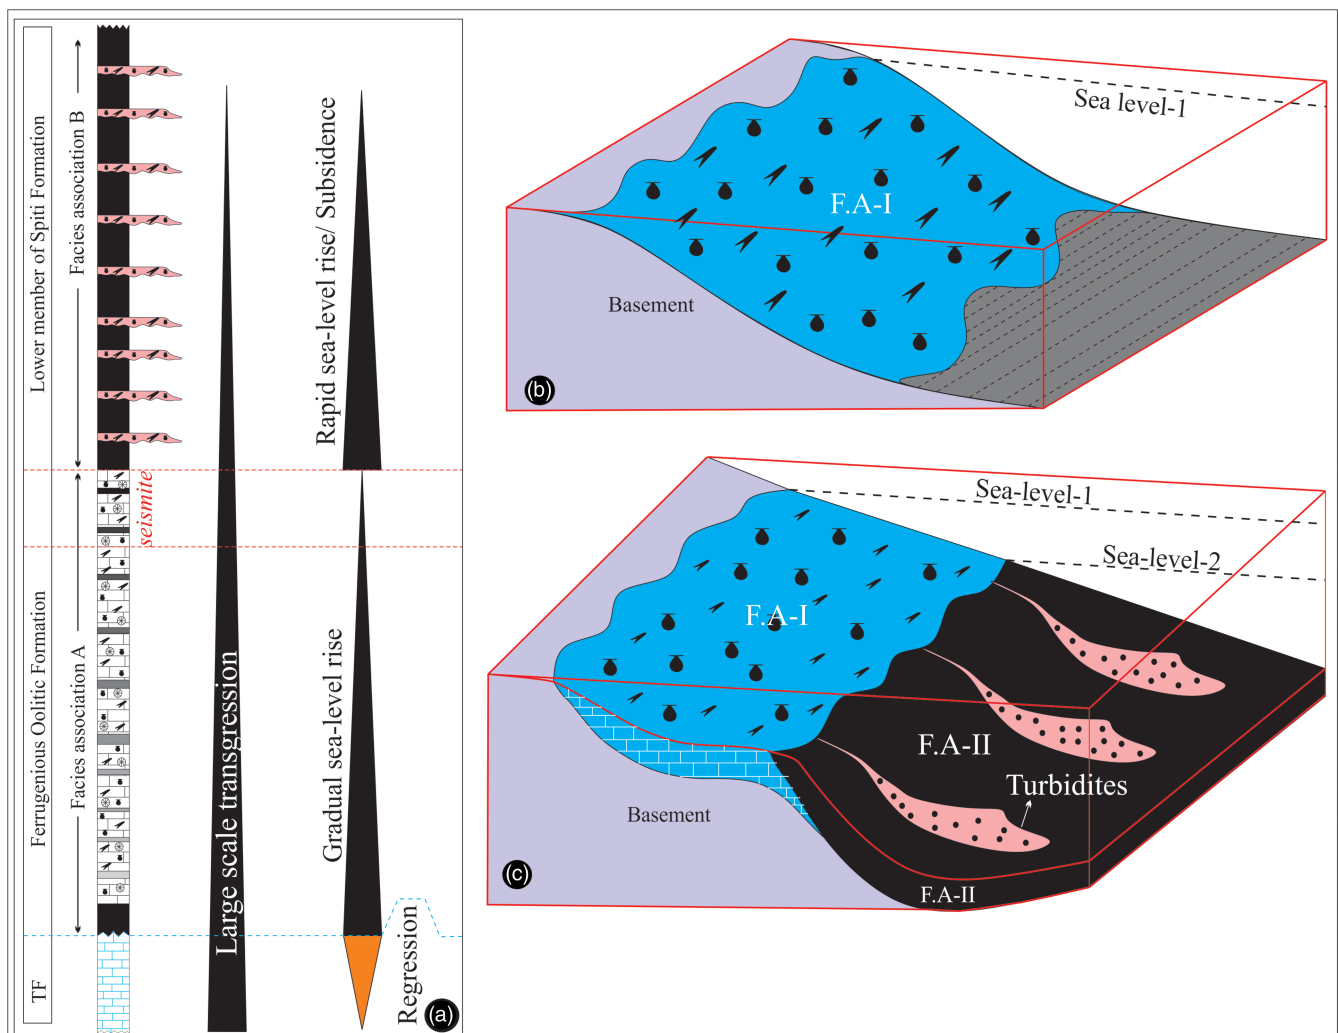 Lower member of Spiti Formation
Ferrugenious Oolitic Formation
TF
Facies association B
Facies association A
seismite
Large scale transgression
Rapid sea-level rise/ Subsidence
Gradual sea-level rise
Regression
(a)
Sea level-1
F.A-I
Basement
(b)
Sea-level-1
Sea-level-2
F.A-I
F.A-II
Turbidites
Basement
F.A-II
(c)